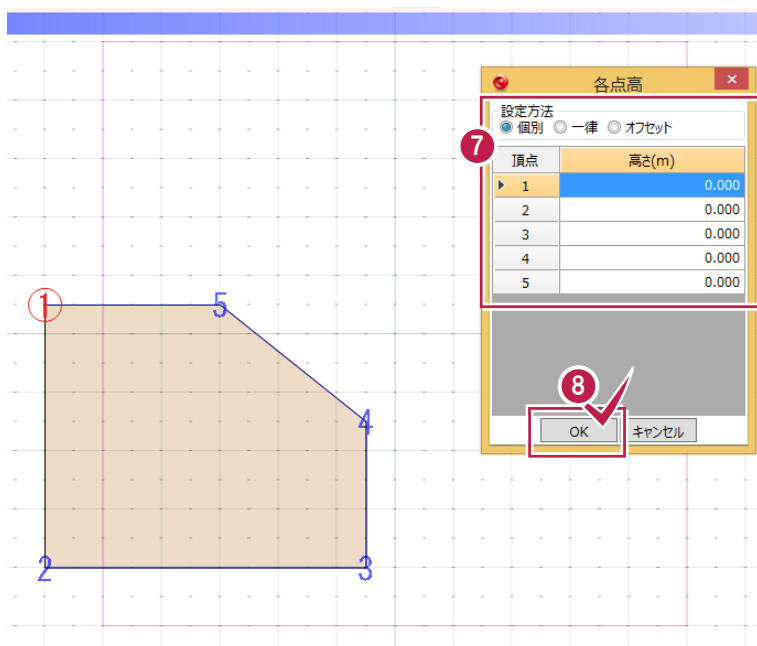 各点高
設定方法
個別 一律 オフセット
7
頂点 高さ(m)
1 0.000
2 0.000
3 0.000
4 0.000
5 0.000
1 5
4
2 3
8
OK キャンセル